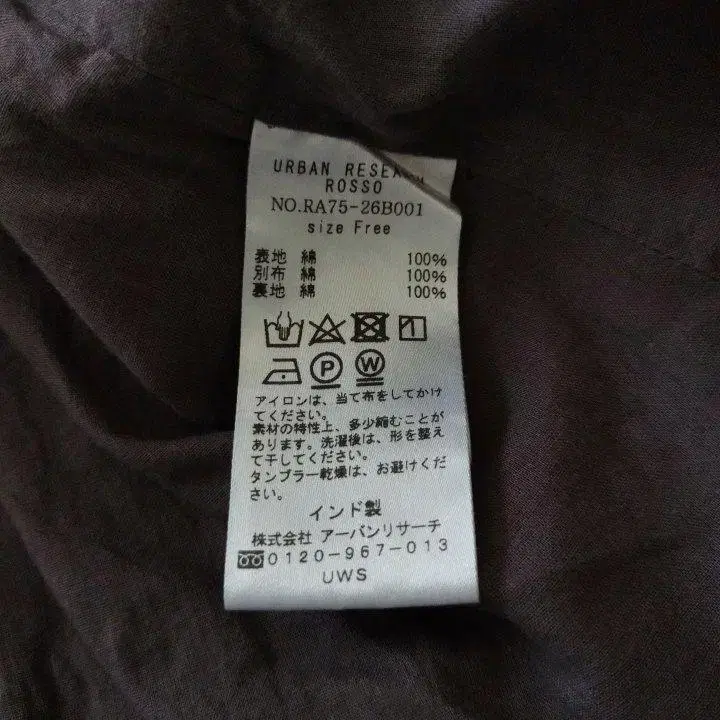 URBAN RESEA
ROSSO
NO.RA75-26B001
size Free
表地 綿 100%
別布 綿 100%
裏地 綿 100%
P W
アイロンは、当て布をしてかけ
てください。
素材の特性上、多少縮むことが
あります。洗濯後は、形を整え
て干してください。
タンブラー乾燥は、お避けくだ
さい。
インド製
株式会社 アーバンリサーチ
0120-967-013
UWS